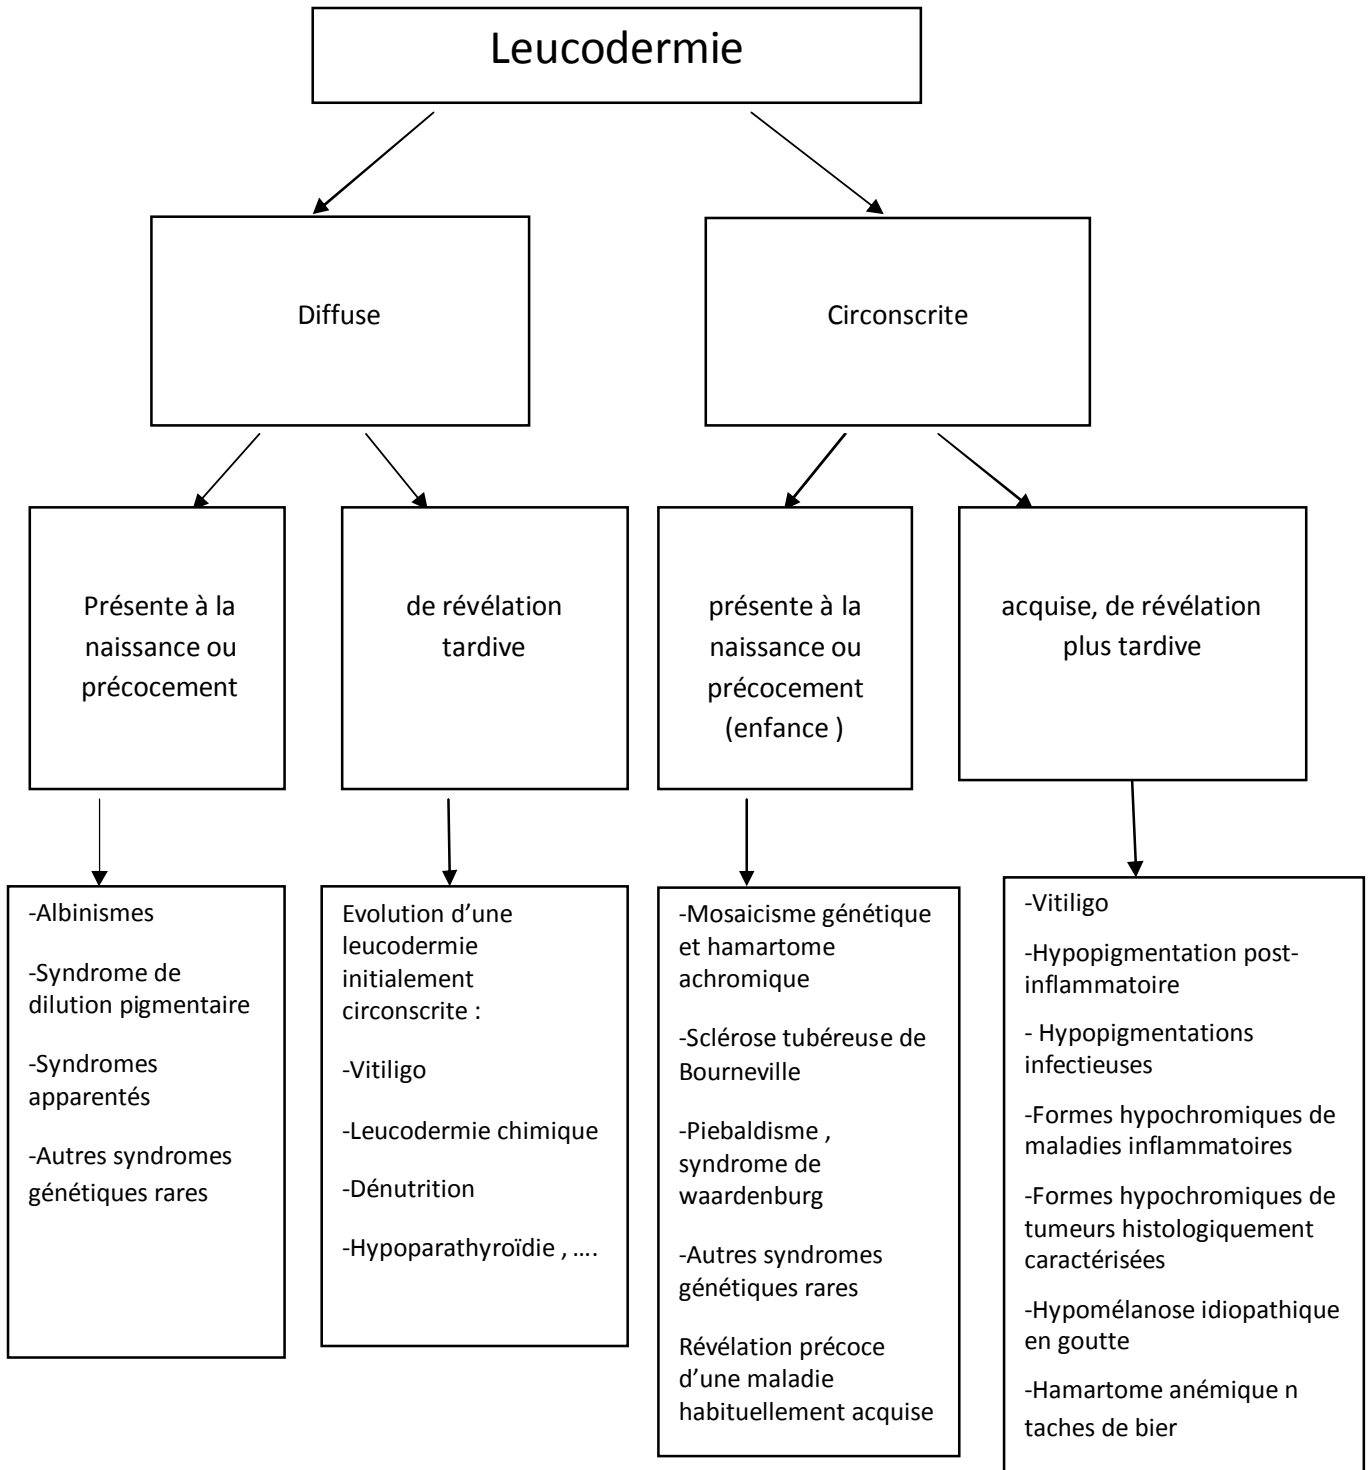 Leucodermie
Diffuse
Circonscrite
Présente à la
naissance ou
précocement
de révélation
tardive
présente à la
naissance ou
précocement
(enfance )
acquise, de révélation
plus tardive
-Albinismes
-Syndrome de
dilution pigmentaire
-Syndromes
apparentés
-Autres syndromes
génétiques rares
Evolution d’une
leucodermie
initialement
circonscrite :
-Vitiligo
-Leucodermie chimique
-Dénutrition
-Hypoparathyroïdie , ….
-Mosaicisme génétique
et hamartome
achromique
-Sclérose tubéreuse de
Bourneville
-Piebaldisme ,
syndrome de
waardenburg
-Autres syndromes
génétiques rares
Révélation précoce
d’une maladie
habituellement acquise
-Vitiligo
-Hypopigmentation post-
inflammatoire
- Hypopigmentations
infectieuses
-Formes hypochromiques de
maladies inflammatoires
-Formes hypochromiques de
tumeurs histologiquement
caractérisées
-Hypomélanose idiopathique
en goutte
-Hamartome anémique n
taches de bier